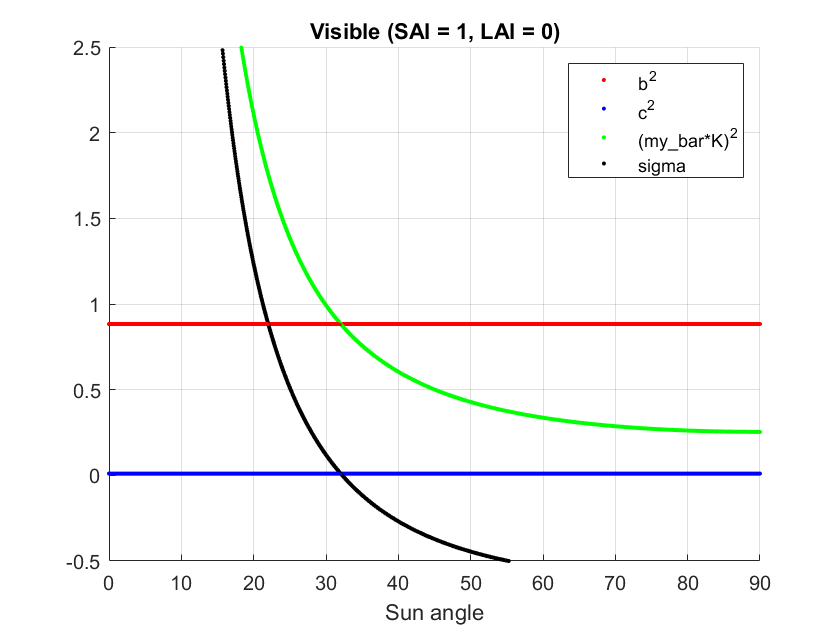 Visible (SAI = 1, LAI = 0)
b²
c²
(my_bar*K)²
sigma
2.5
2
1.5
1
0.5
0
-0.5
0 10 20 30 40 50 60 70 80 90
Sun angle